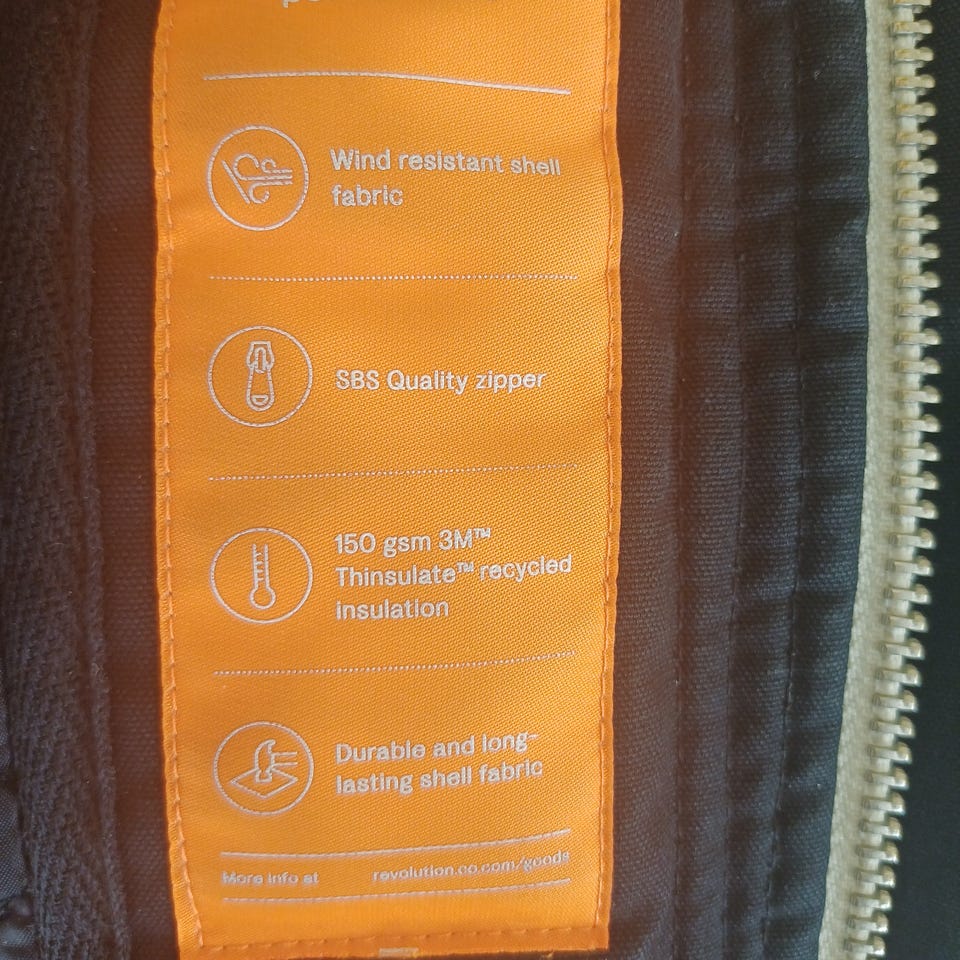 Wind resistant shell
fabric
SBS Quality zipper
150 gsm 3M™
Thinsulate™ recycled
insulation
Durable and long-
lasting shell fabric
More info at revolution.co.com/goods